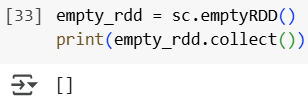 [33] empty_rdd = sc.emptyRDD()
print(empty_rdd.collect())
[]